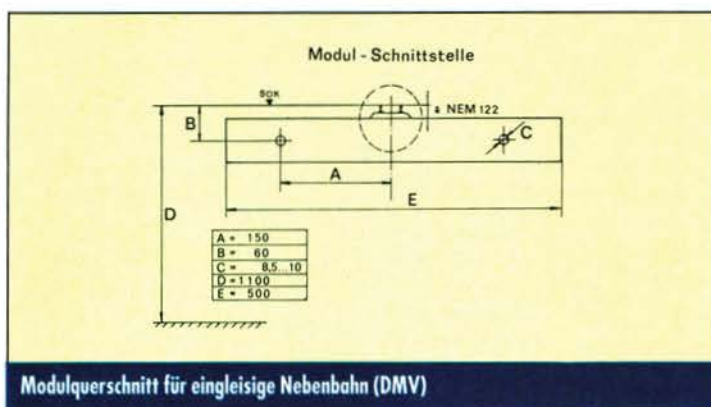 Modul - Schnittstelle
SOK
B
NEM 122
C
A
E
D
A = 150
B = 60
C = 8,5...10
D = 1100
E = 500
Modulquerschnitt für eingleisige Nebenbahn (DMV)